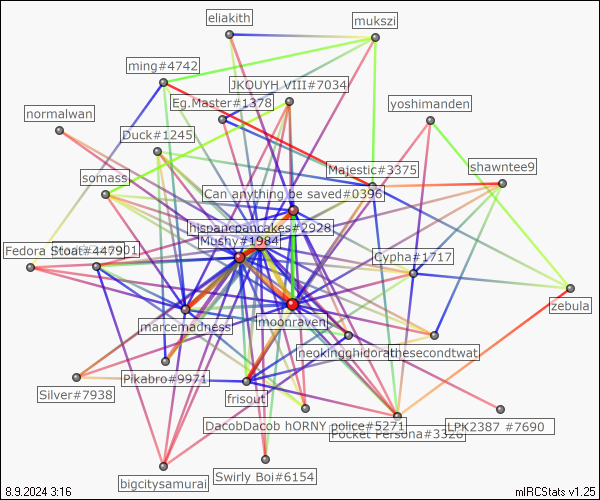 eliakith
mukszi
ming#4742
JKOUYH VIII#7034
Eg.Master#1378
yoshimanden
normalwan
Duck#1245
Majestic#3375
shawntee9
somass
Can anything be saved#0396
hispancpancakes#2928
Mushy#1984
Fedora Stoat#4479
Cypha#1717
zebula
marcemadness
moonraven
neokingghidorathesecondtwat
Pikabro#9971
Silver#7938
frisout
DacobDacob hORNY police#5271
Pocket Persona#3326
LPK2387 #7690
bigcitysamurai
Swirly Boi#6154
8.9.2024 3:16
mIRCStats v1.25